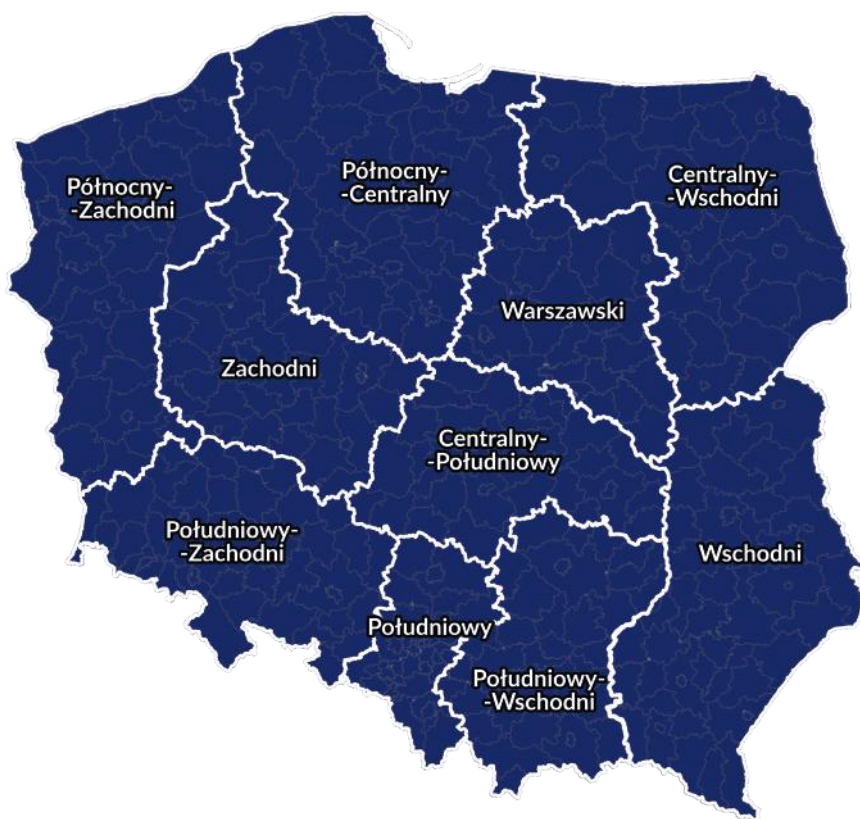 Północny-
-Zachodni
Północny-
-Centralny
Centralny-
-Wschodni
Warszawski
Zachodni
Centralny-
-Południowy
Południowy-
-Zachodni
Wschodni
Południowy
Południowy-
-Wschodni